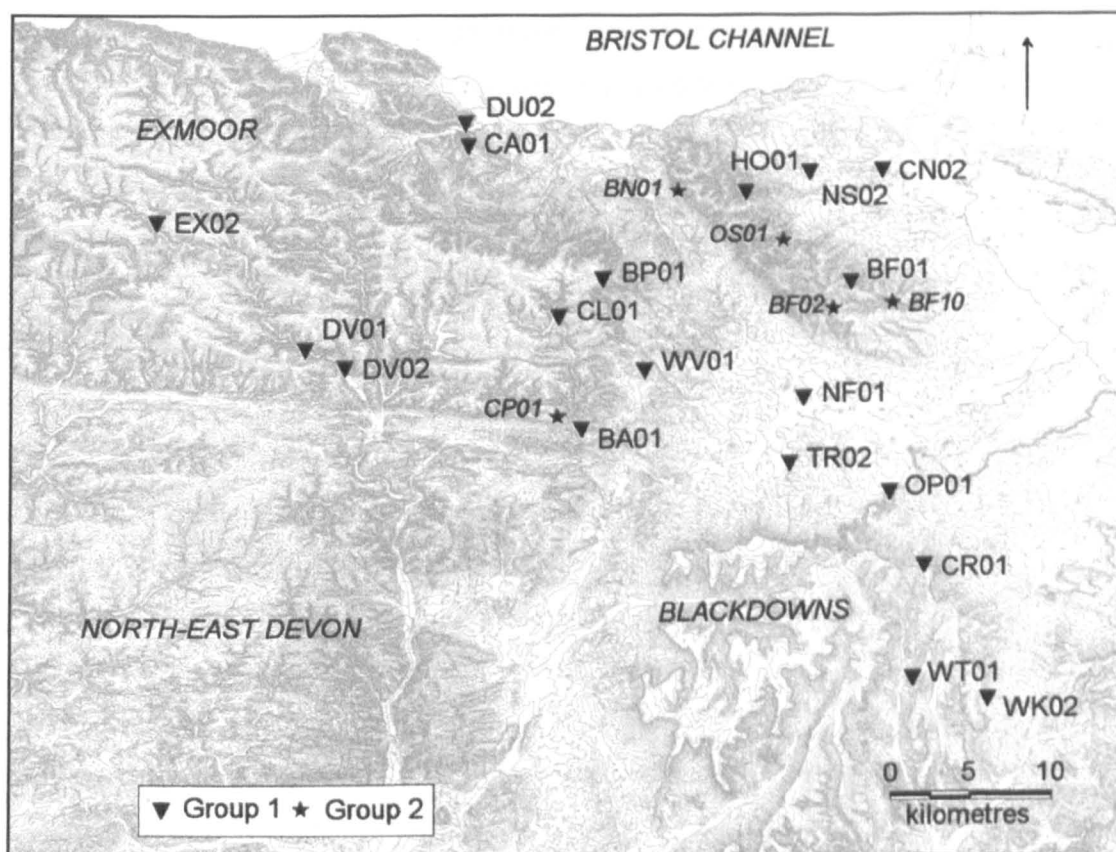 BRISTOL CHANNEL
DU02
EXMOOR
CA01
HO01
CN02
BN01
NS02
EX02
OS01
BP01
BF01
CL01
BF02
BF10
DV01
DV02
WV01
NF01
CP01
BA01
TR02
OP01
CR01
BLACKDOWNS
NORTH-EAST DEVON
WT01
WK02
0 5 10
kilometres
Group 1 Group 2